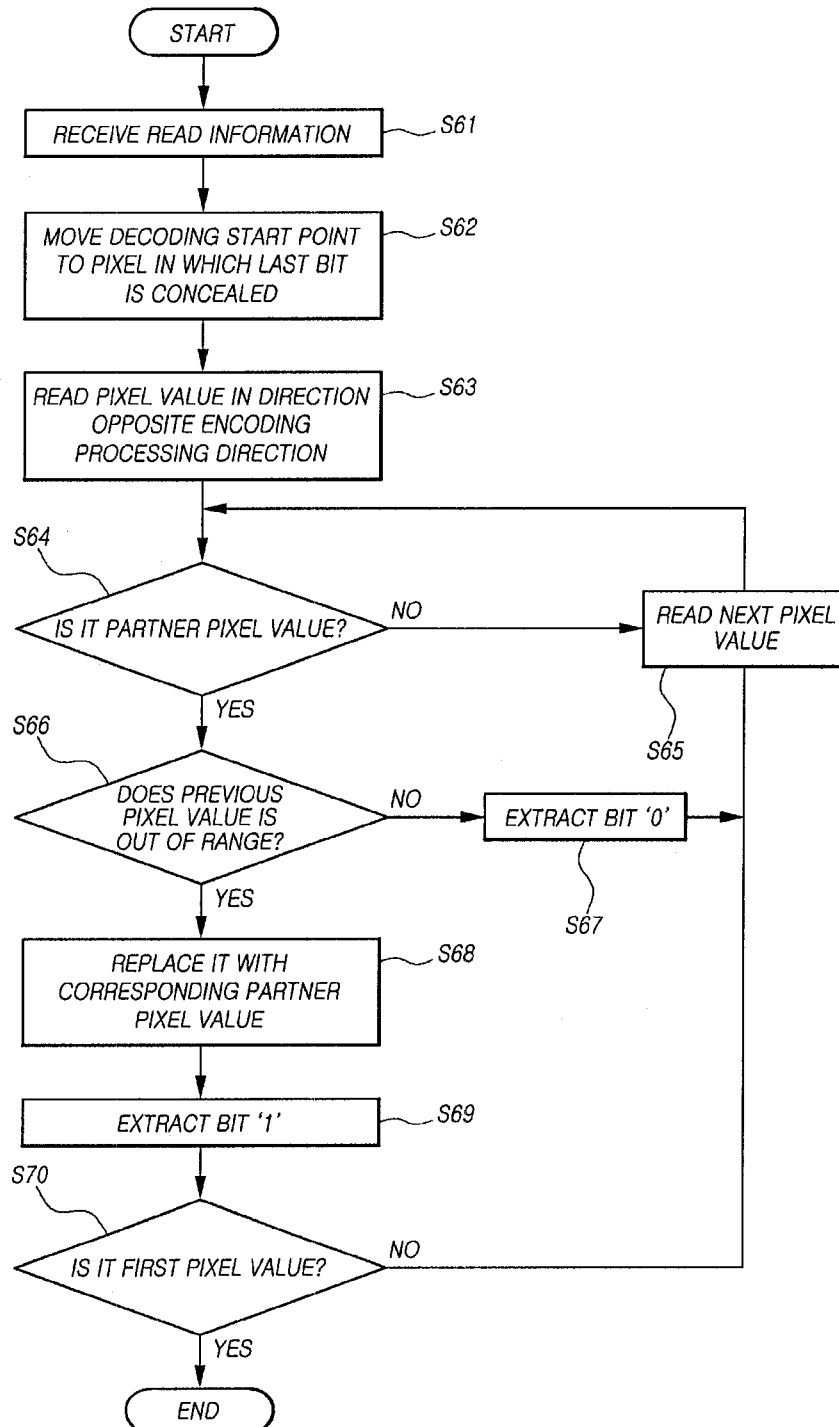 START
RECEIVE READ INFORMATION
S61
MOVE DECODING START POINT
TO PIXEL IN WHICH LAST BIT
IS CONCEALED
S62
READ PIXEL VALUE IN DIRECTION
OPPOSITE ENCODING
PROCESSING DIRECTION
S63
S64
IS IT PARTNER PIXEL VALUE?
NO
READ NEXT PIXEL
VALUE
S65
YES
S66
DOES PREVIOUS
PIXEL VALUE IS
OUT OF RANGE?
NO
EXTRACT BIT '0'
S67
YES
REPLACE IT WITH
CORRESPONDING PARTNER
PIXEL VALUE
S68
EXTRACT BIT '1'
S69
S70
IS IT FIRST PIXEL VALUE?
NO
YES
END